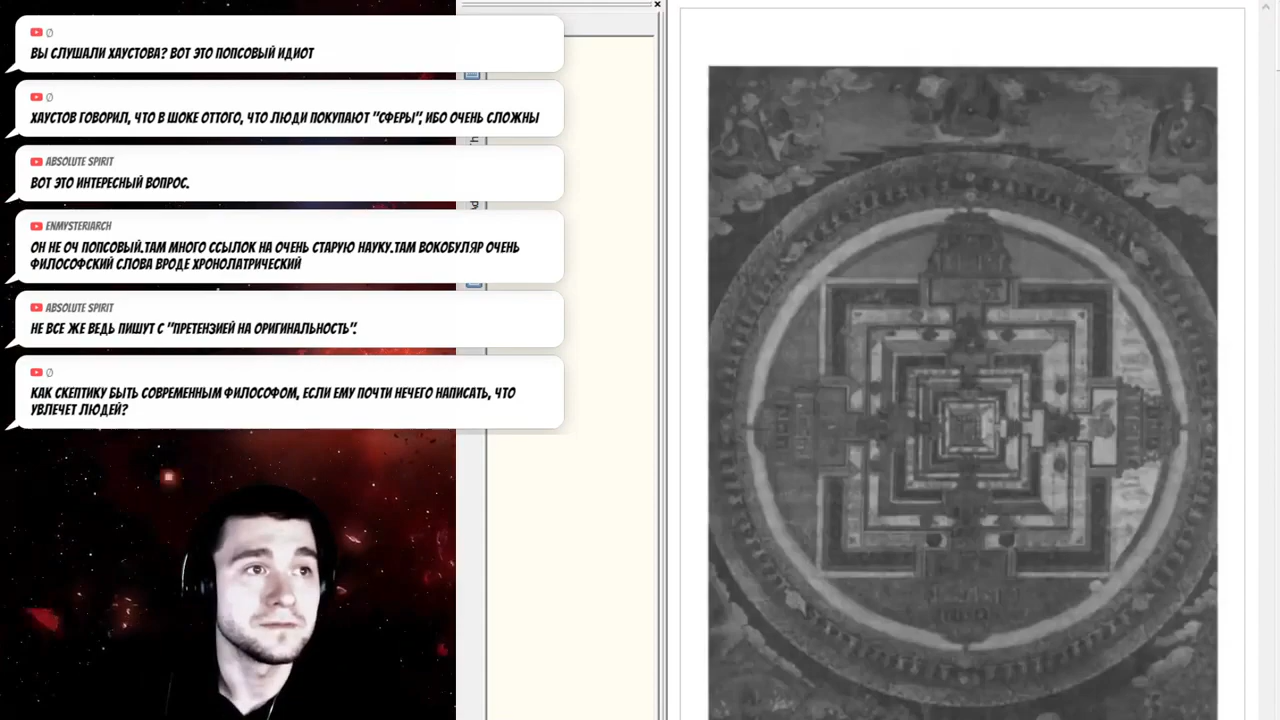 Ø
ВЫ СЛУШАЛИ ХАУСТОВА? ВОТ ЭТО ПОПСОВЫЙ ИДИОТ
Ø
ХАУСТОВ ГОВОРИЛ, ЧТО В ШОКЕ ОТТОГО, ЧТО ЛЮДИ ПОКУПАЮТ "СФЕРЫ", ИБО ОЧЕНЬ СЛОЖНЫ
ABSOLUTE SPIRIT
ВОТ ЭТО ИНТЕРЕСНЫЙ ВОПРОС.
ENMYSTERIARCH
ОН НЕ ОЧ ПОПСОВЫЙ.ТАМ МНОГО ССЫЛОК НА ОЧЕНЬ СТАРУЮ НАУКУ.ТАМ ВОКОБУЛЯР ОЧЕНЬ
ФИЛОСОФСКИЙ СЛОВА ВРОДЕ ХРОНОЛАТРИЧЕСКИЙ
ABSOLUTE SPIRIT
НЕ ВСЕ ЖЕ ВЕДЬ ПИШУТ С "ПРЕТЕНЗИЕЙ НА ОРИГИНАЛЬНОСТЬ".
Ø
КАК СКЕПТИКУ БЫТЬ СОВРЕМЕННЫМ ФИЛОСОФОМ, ЕСЛИ ЕМУ ПОЧТИ НЕЧЕГО НАПИСАТЬ, ЧТО
УВЛЕЧЕТ ЛЮДЕЙ?